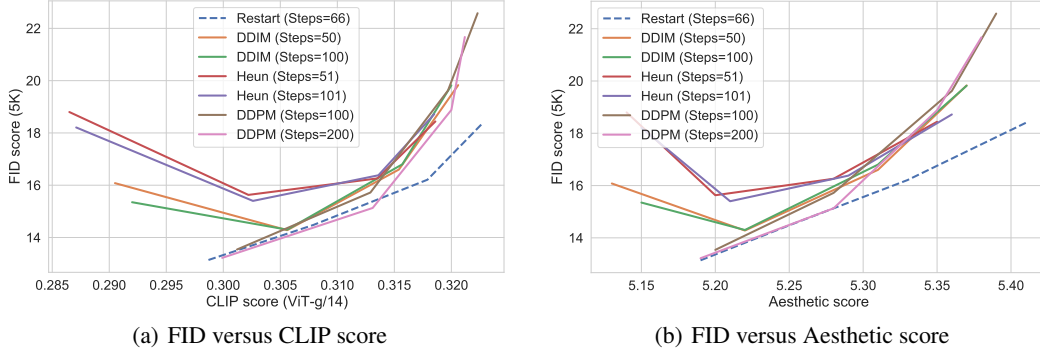 22
20
18
16
14
FID score (5K)
Restart (Steps=66)
DDIM (Steps=50)
DDIM (Steps=100)
Heun (Steps=51)
Heun (Steps=101)
DDPM (Steps=100)
DDPM (Steps=200)
0.285 0.290 0.295 0.300 0.305 0.310 0.315 0.320
CLIP score (ViT-g/14)
(a) FID versus CLIP score
22
20
18
16
14
FID score (5K)
Restart (Steps=66)
DDIM (Steps=50)
DDIM (Steps=100)
Heun (Steps=51)
Heun (Steps=101)
DDPM (Steps=100)
DDPM (Steps=200)
5.15 5.20 5.25 5.30 5.35 5.40
Aesthetic score
(b) FID versus Aesthetic score